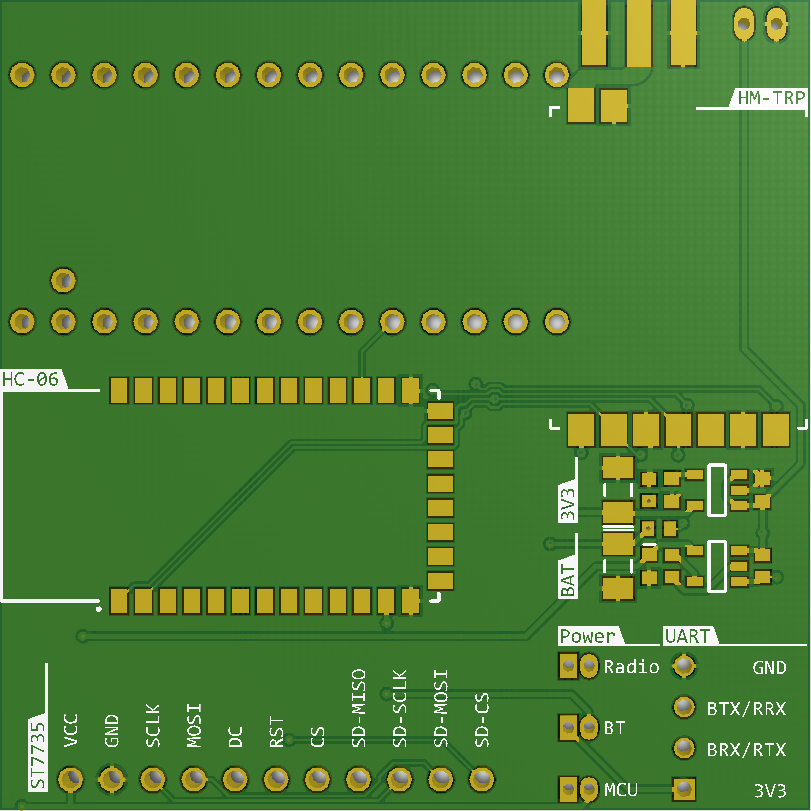 HM-TRP
HC-06
3V3
BAT
Power
UART
Radio
GND
BTX/RRX
BT
BRX/RTX
MCU
3V3
ST7735
VCC
GND
SCLK
MOSI
DC
RST
CS
SD-MISO
SD-SCLK
SD-MOSI
SD-CS